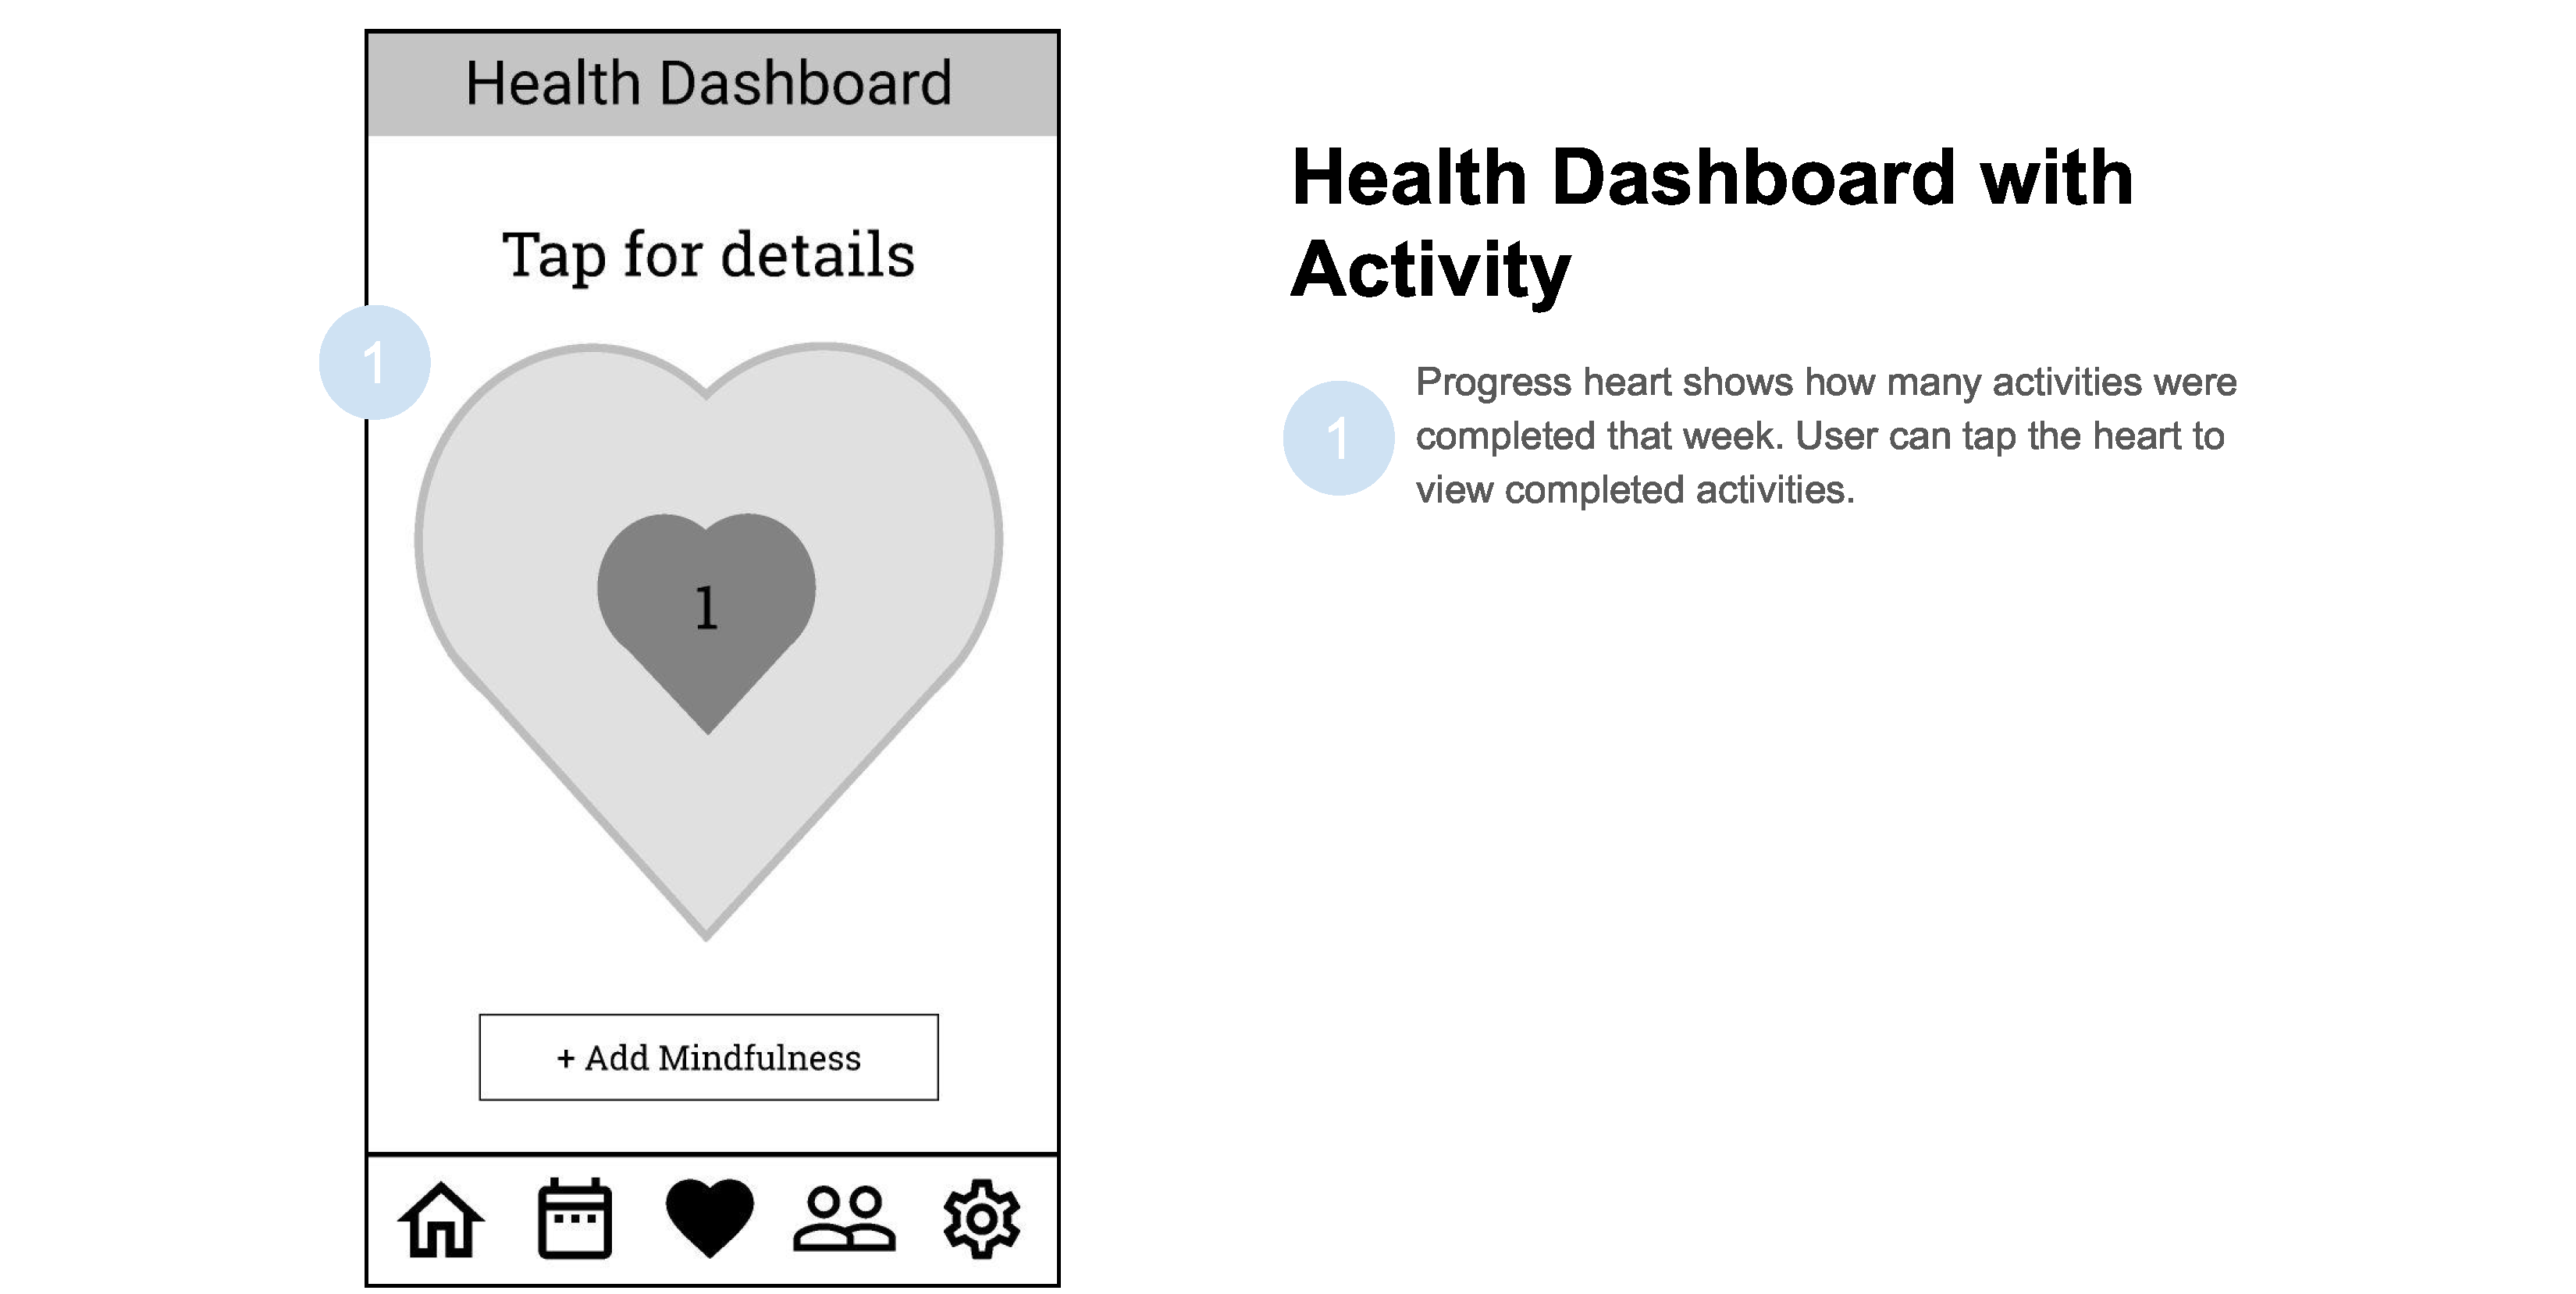 Health Dashboard
Tap for details
1
1
+ Add Mindfulness
Health Dashboard with
Activity
1
Progress heart shows how many activities were
completed that week. User can tap the heart to
view completed activities.